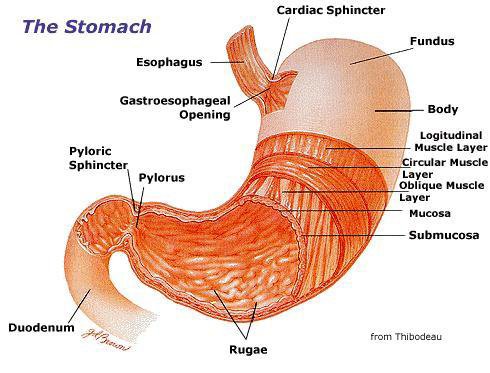 The Stomach
Cardiac Sphincter
Fundus
Esophagus
Gastroesophageal
Opening
Body
Logitudinal
Muscle Layer
Circular Muscle
Layer
Oblique Muscle
Layer
Mucosa
Submucosa
Pyloric
Sphincter
Pylorus
Duodenum
Rugae
from Thibodeau